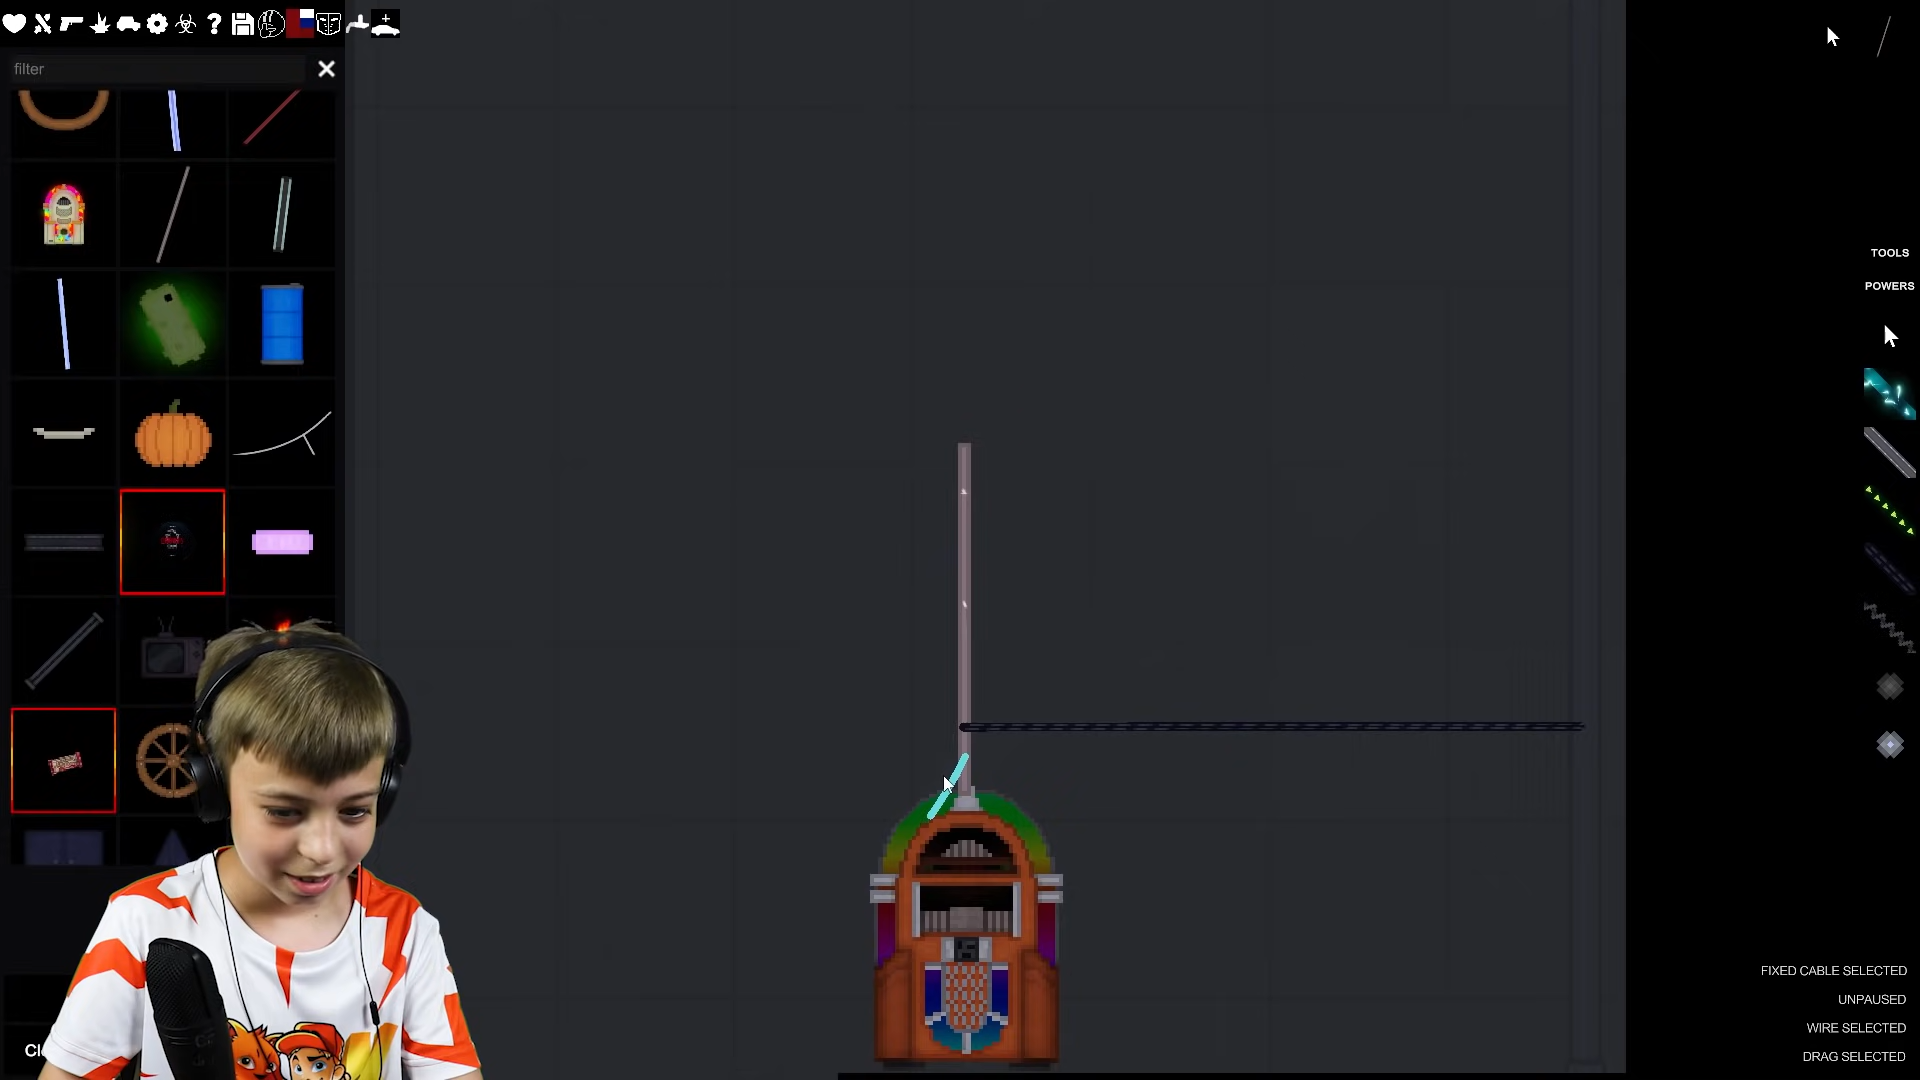 filter
TOOLS
POWERS
FIXED CABLE SELECTED
UNPAUSED
WIRE SELECTED
DRAG SELECTED